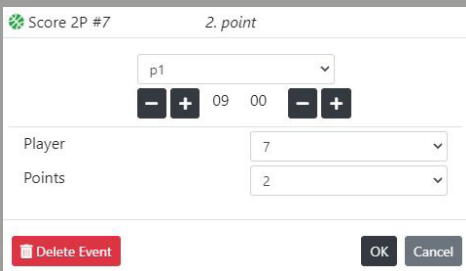 Score 2P #7 2. point
p1
− + 09 00 − +
Player 7
Points 2
Delete Event OK Cancel